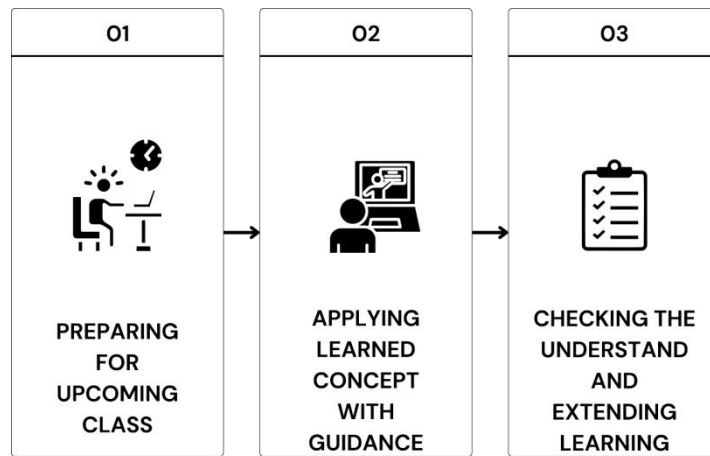 01
PREPARING
FOR
UPCOMING
CLASS
02
APPLYING
LEARNED
CONCEPT
WITH
GUIDANCE
03
CHECKING THE
UNDERSTAND
AND
EXTENDING
LEARNING